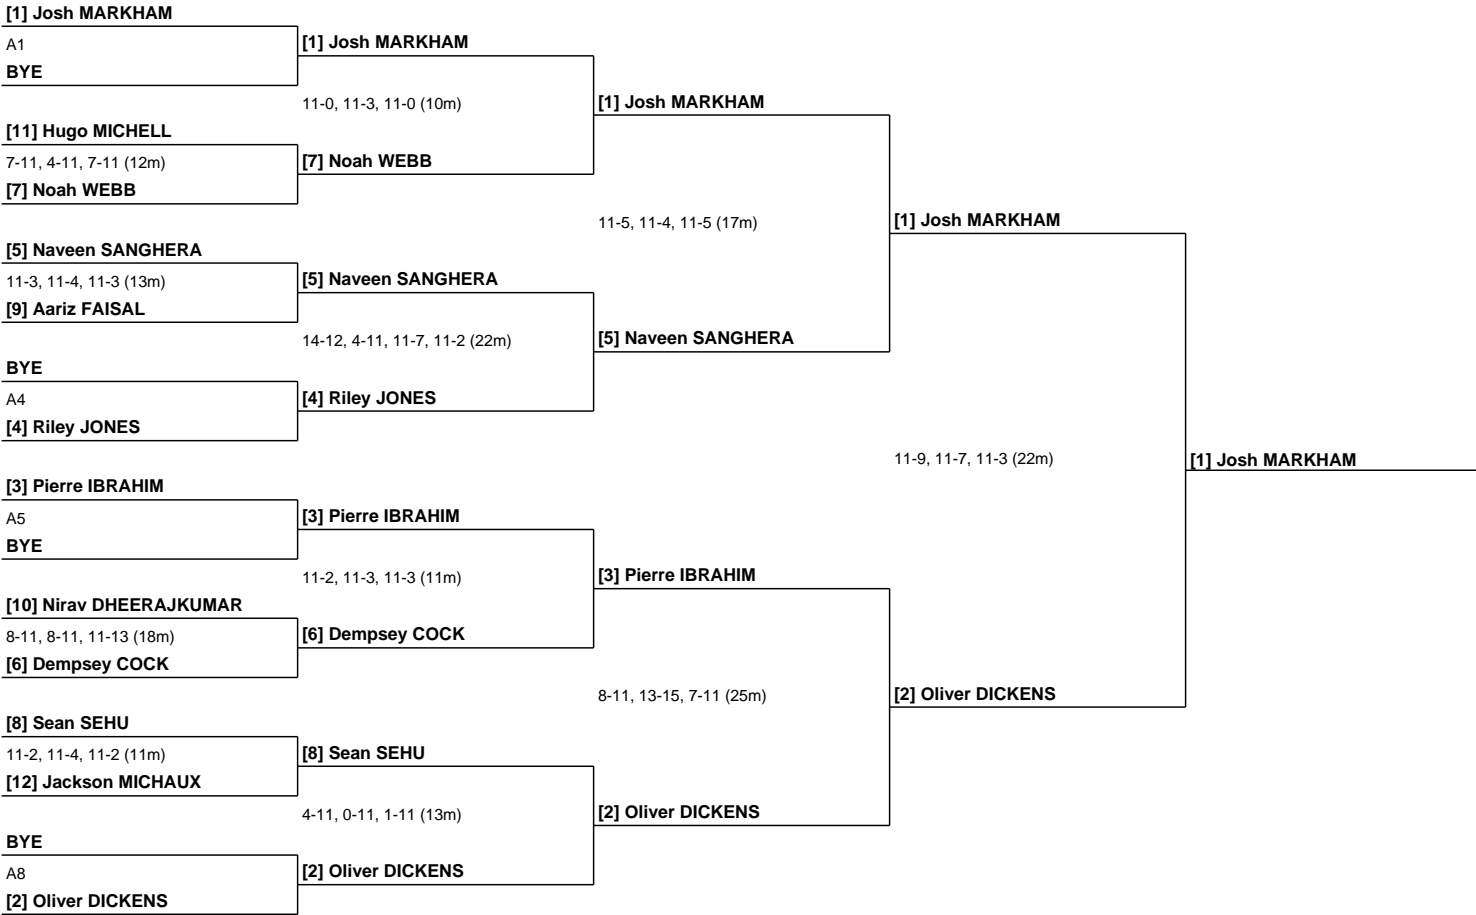 [1] Josh MARKHAM
A1
BYE
[1] Josh MARKHAM
11-0, 11-3, 11-0 (10m)
[1] Josh MARKHAM
[11] Hugo MICHELL
7-11, 4-11, 7-11 (12m)
[7] Noah WEBB
[7] Noah WEBB
11-5, 11-4, 11-5 (17m)
[1] Josh MARKHAM
[5] Naveen SANGHERA
11-3, 11-4, 11-3 (13m)
[9] Aariz FAISAL
[5] Naveen SANGHERA
14-12, 4-11, 11-7, 11-2 (22m)
[5] Naveen SANGHERA
BYE
A4
[4] Riley JONES
[4] Riley JONES
11-9, 11-7, 11-3 (22m)
[1] Josh MARKHAM
[3] Pierre IBRAHIM
A5
BYE
[3] Pierre IBRAHIM
11-2, 11-3, 11-3 (11m)
[3] Pierre IBRAHIM
[10] Nirav DHEERAJKUMAR
8-11, 8-11, 11-13 (18m)
[6] Dempsey COCK
[6] Dempsey COCK
8-11, 13-15, 7-11 (25m)
[2] Oliver DICKENS
[8] Sean SEHU
11-2, 11-4, 11-2 (11m)
[12] Jackson MICHAUX
[8] Sean SEHU
4-11, 0-11, 1-11 (13m)
[2] Oliver DICKENS
BYE
A8
[2] Oliver DICKENS
[2] Oliver DICKENS